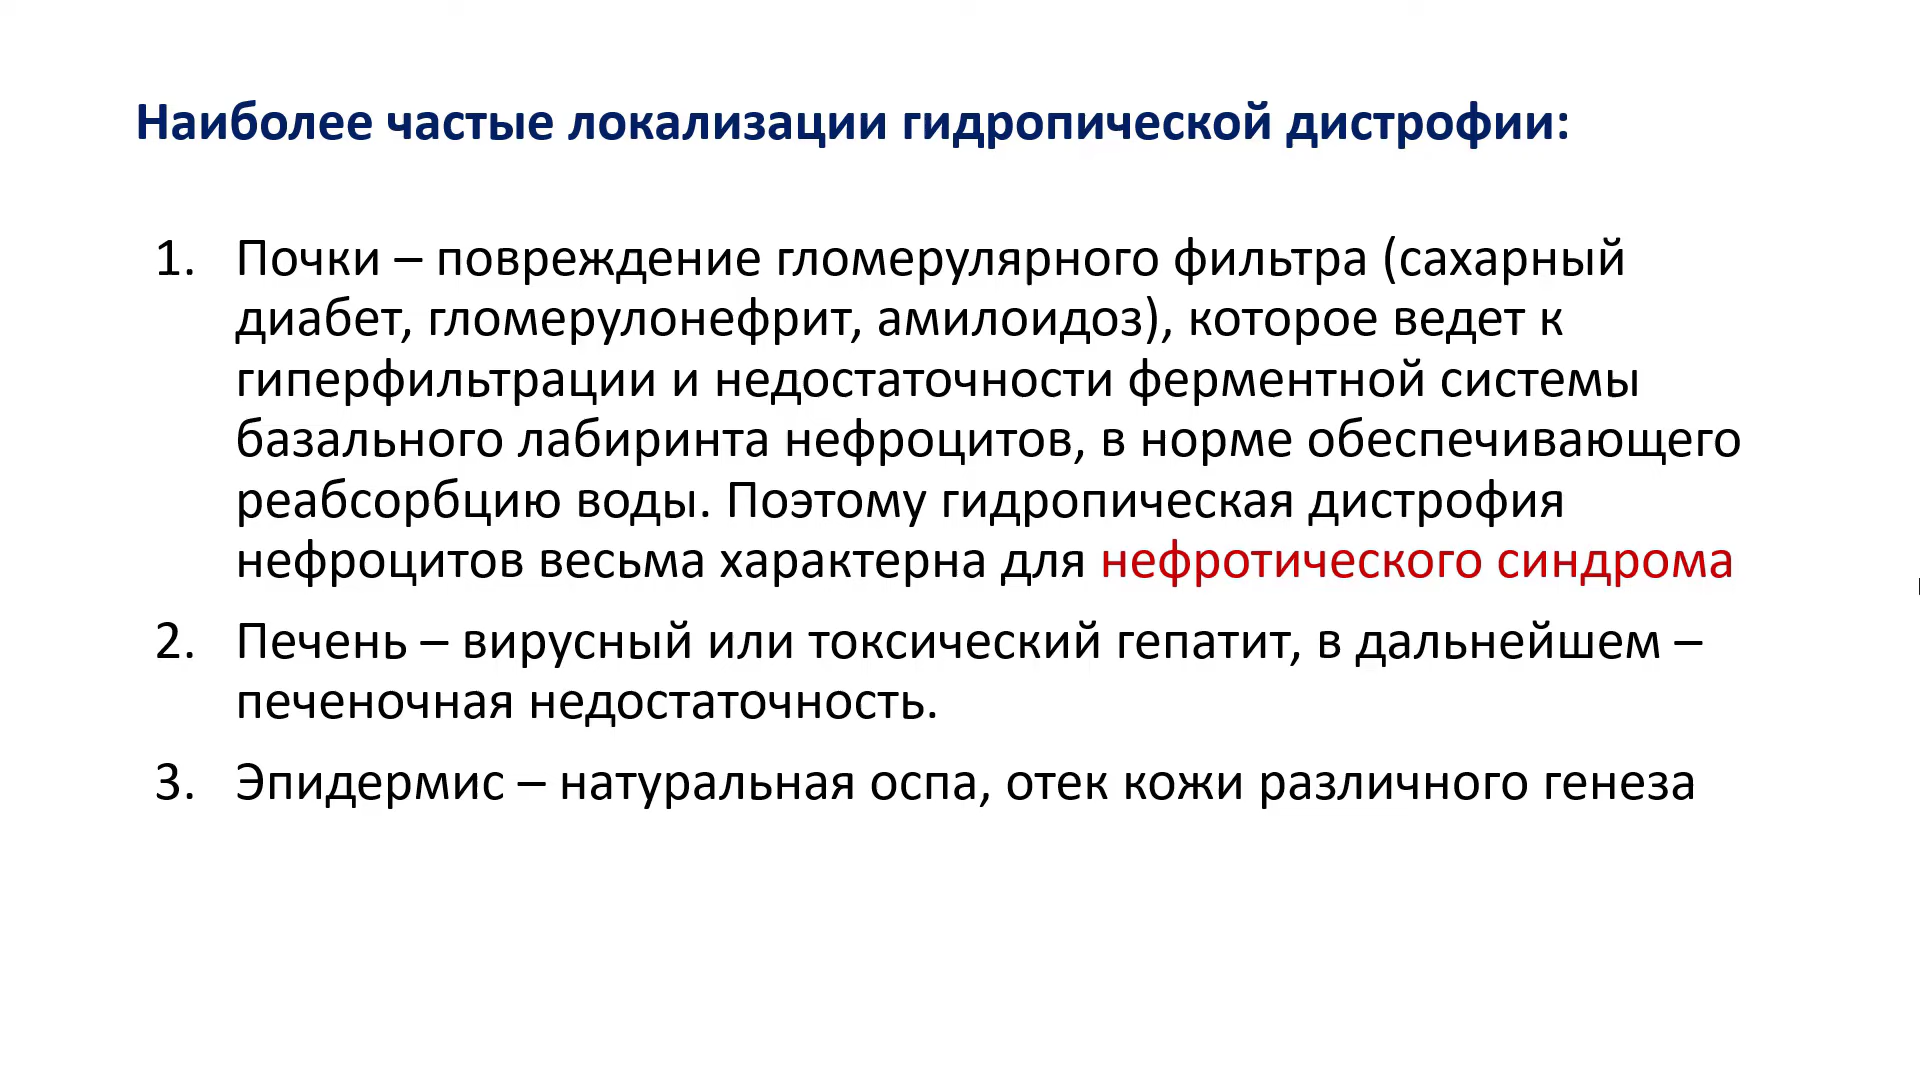 Наиболее частые локализации гидропической дистрофии:
1. Почки – повреждение гломерулярного фильтра (сахарный
диабет, гломерулонефрит, амилоидоз), которое ведет к
гиперфильтрации и недостаточности ферментной системы
базального лабиринта нефроцитов, в норме обеспечивающего
реабсорбцию воды. Поэтому гидропическая дистрофия
нефроцитов весьма характерна для нефротического синдрома
2. Печень – вирусный или токсический гепатит, в дальнейшем –
печеночная недостаточность.
3. Эпидермис – натуральная оспа, отек кожи различного генеза